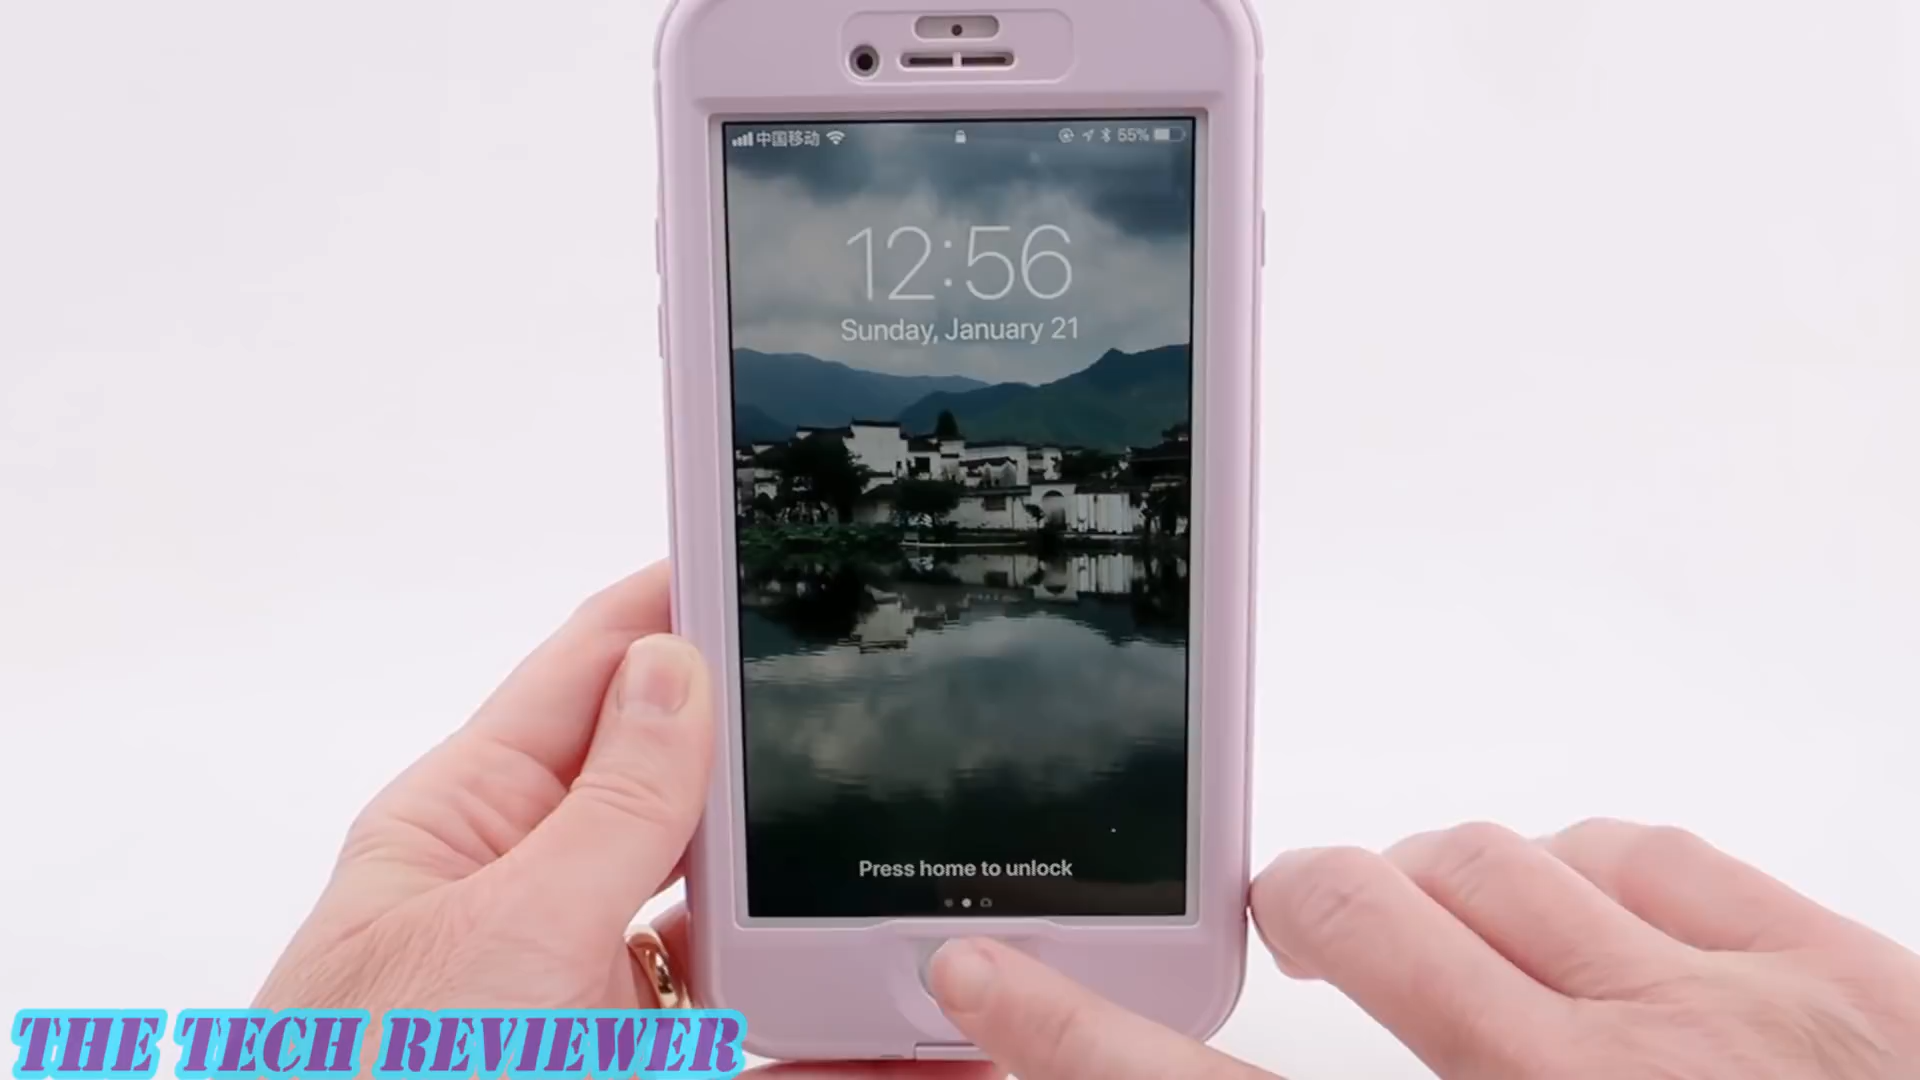 中国移动
55%
12:56
Sunday, January 21
Press home to unlock
THE TECH REVIEWER